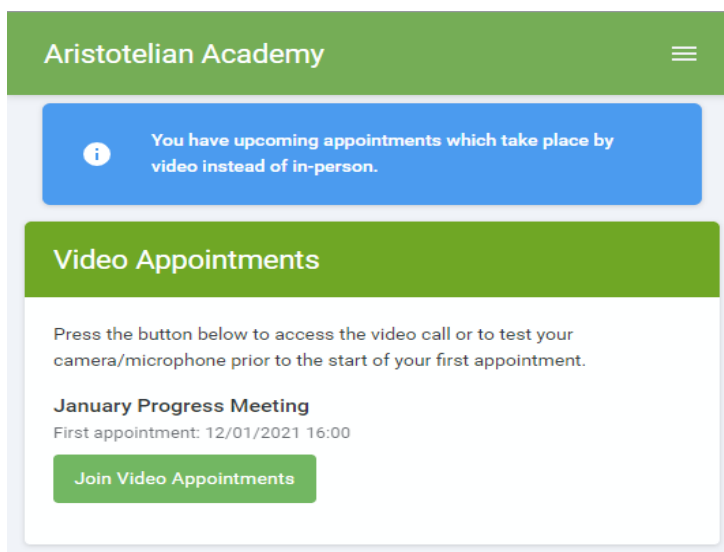 Aristotelian Academy
You have upcoming appointments which take place by
video instead of in-person.
Video Appointments
Press the button below to access the video call or to test your
camera/microphone prior to the start of your first appointment.
January Progress Meeting
First appointment: 12/01/2021 16:00
Join Video Appointments